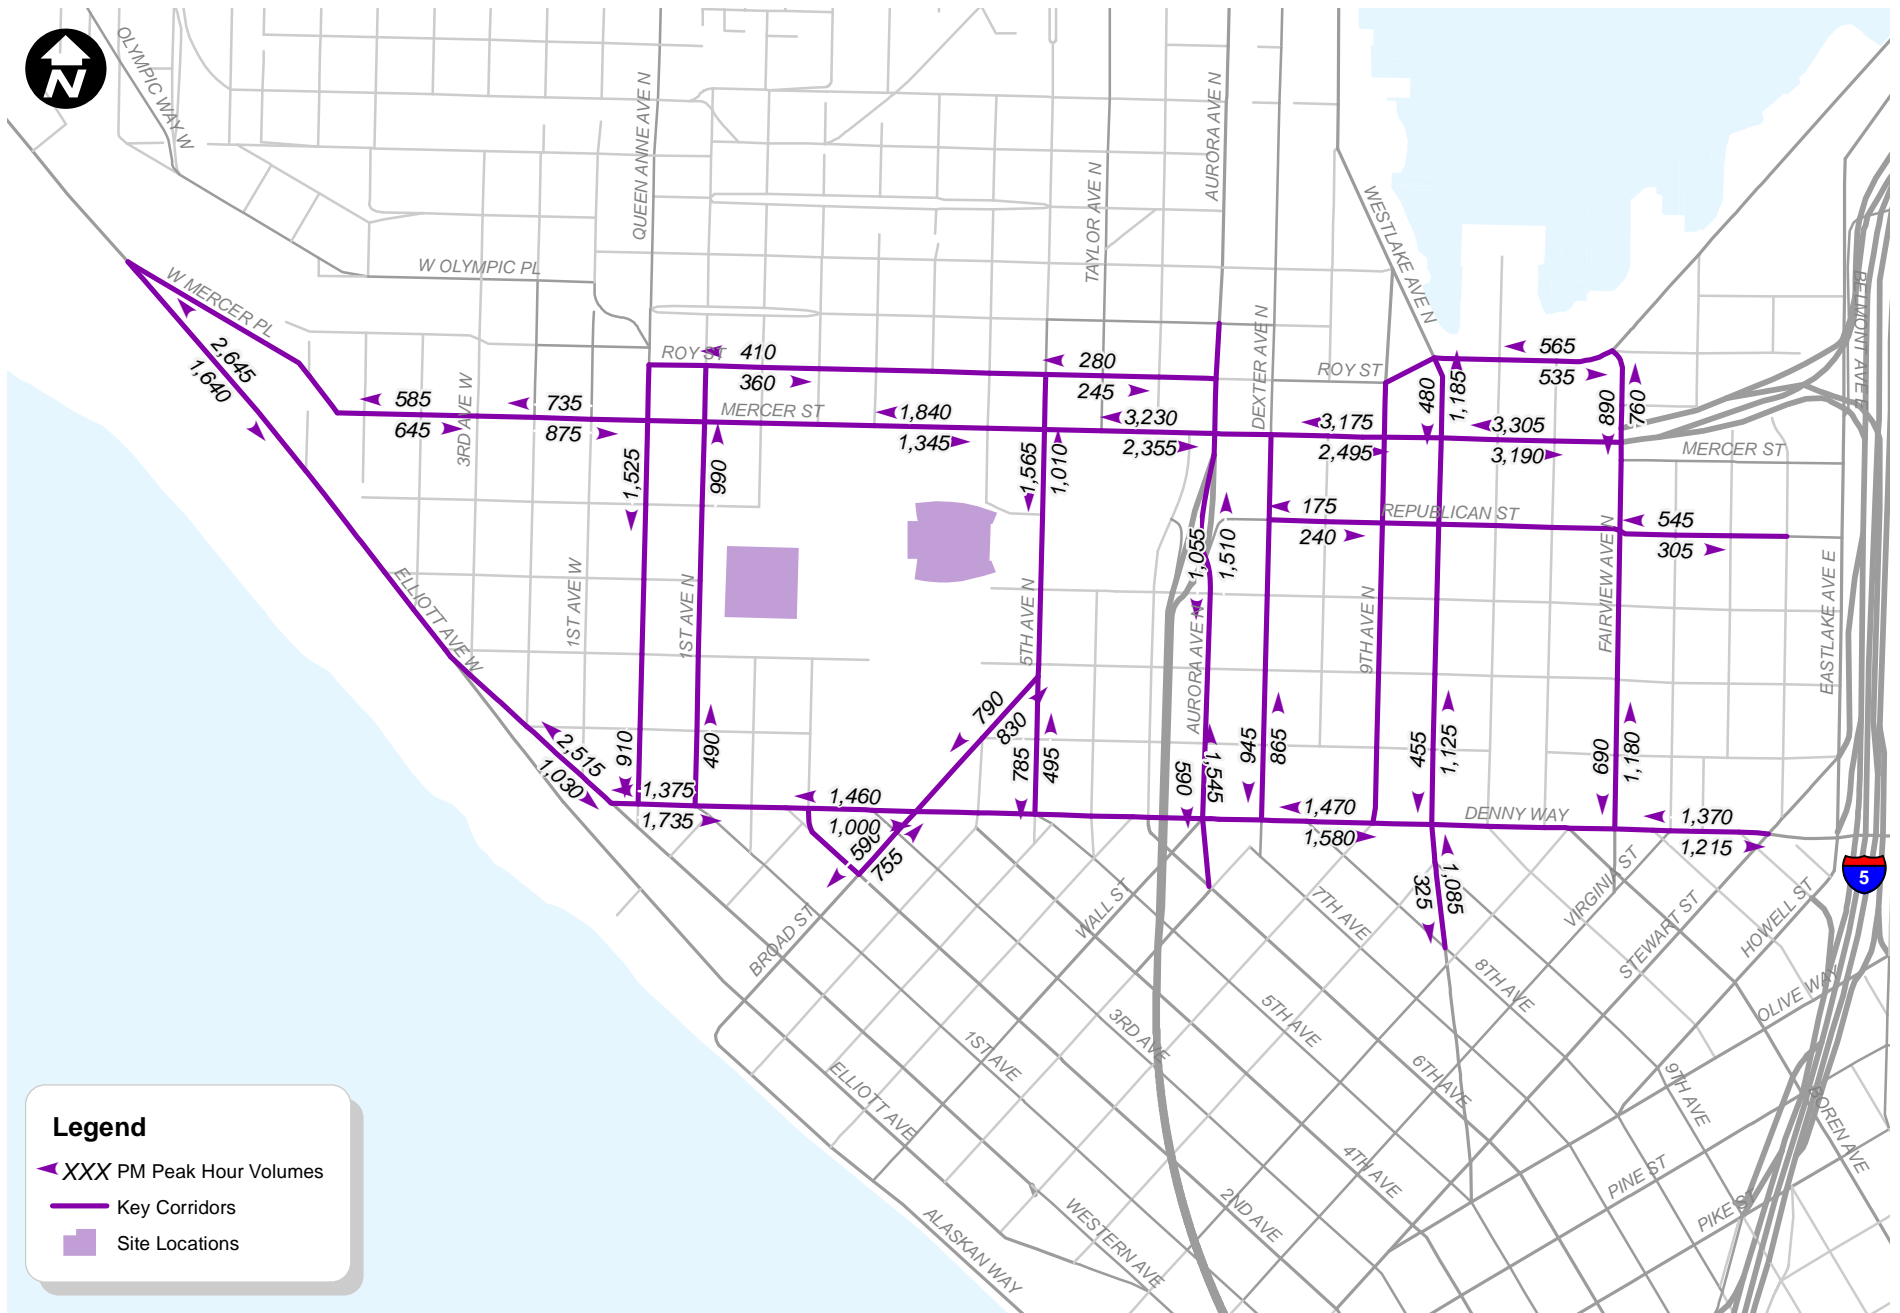 N
OLYMPIC WAY W
QUEEN ANNE AVE N
TAYLOR AVE N
AURORA AVE N
WESTLAKE AVE N
DEXTER AVE N
BELMONT AVE E
W OLYMPIC PL
W MERCER PL
2,645
1,640
ROY ST
410
360
280
245
ROY ST
565
535
585
645
3RD AVE W
735
875
MERCER ST
1,840
1,345
3,230
2,355
3,175
2,495
480
1,185
3,305
3,190
890
760
MERCER ST
1,525
990
1,565
1,010
175
240
REPUBLICAN ST
545
305
1,055
1,510
ELLIOTT AVE W
1ST AVE W
1ST AVE N
5TH AVE N
AURORA AVE N
9TH AVE N
FAIRVIEW AVE N
EASTLAKE AVE E
2,515
1,030
910
490
790
830
785
495
590
1,545
945
865
455
1,125
690
1,180
1,375
1,735
1,460
1,000
590
755
1,470
1,580
DENNY WAY
1,370
1,215
325
1,085
5
BROAD ST
WALL ST
7TH AVE
VIRGINIA ST
STEWART ST
HOWELL ST
8TH AVE
OLIVE WAY
5TH AVE
3RD AVE
1ST AVE
6TH AVE
9TH AVE
ELLIOTT AVE
BOREN AVE
4TH AVE
PINE ST
PIKE ST
2ND AVE
WESTERN AVE
ALASKAN WAY
Legend
XXX PM Peak Hour Volumes
Key Corridors
Site Locations